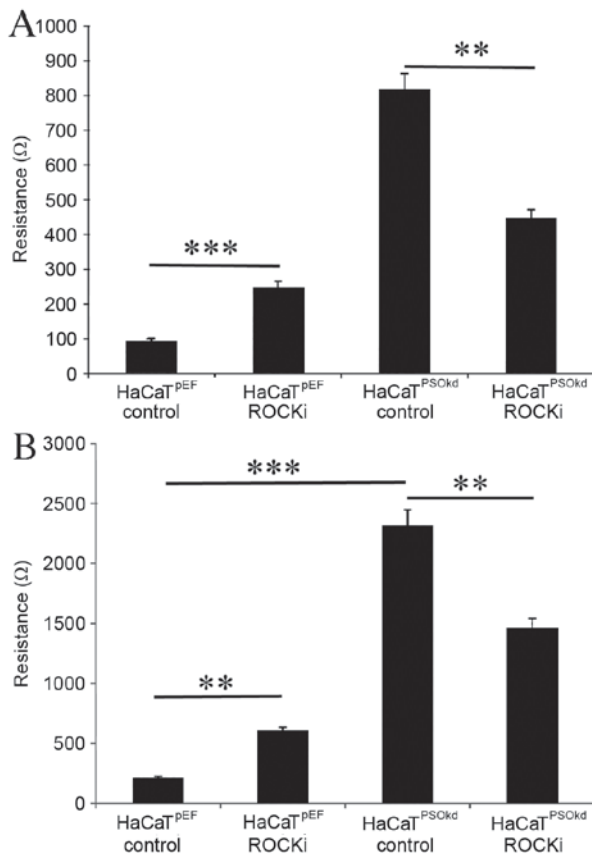 A
1000
900
800
700
600
500
400
300
200
100
0
Resistance (Ω)
***
**
HaCaT^pEF control
HaCaT^pEF ROCKi
HaCaT^PSOkd control
HaCaT^PSOkd ROCKi
B
3000
2500
2000
1500
1000
500
0
Resistance (Ω)
***
**
**
HaCaT^pEF control
HaCaT^pEF ROCKi
HaCaT^PSOkd control
HaCaT^PSOkd ROCKi